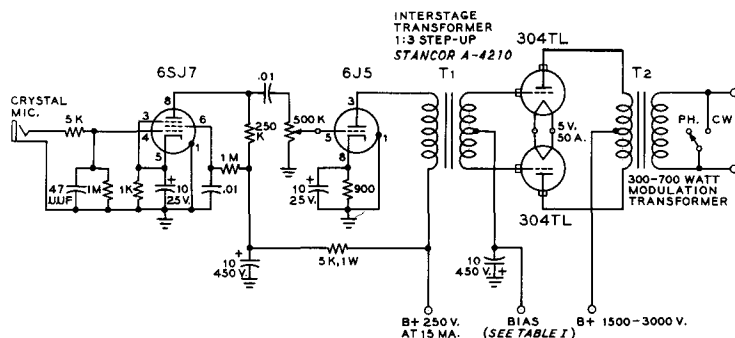 INTERSTAGE
TRANSFORMER
1:3 STEP-UP
STANCOR A-4210
304TL
6SJ7
6J5
T1
T2
CRYSTAL
MIC.
5K
8
3
4
6
5
1
.01
250
K
500K
3
5
8
1
5 V.
50 A.
PH.
CW
47
UUF
1M
1K
10
25V.
.01
1 M
10
25V.
900
304TL
300-700 WATT
MODULATION
TRANSFORMER
+
10
450 V.
5K, 1W
10
450 V.
+
B+ 250 V.
AT 15 MA.
BIAS
(SEE TABLE I)
B+ 1500-3000 V.